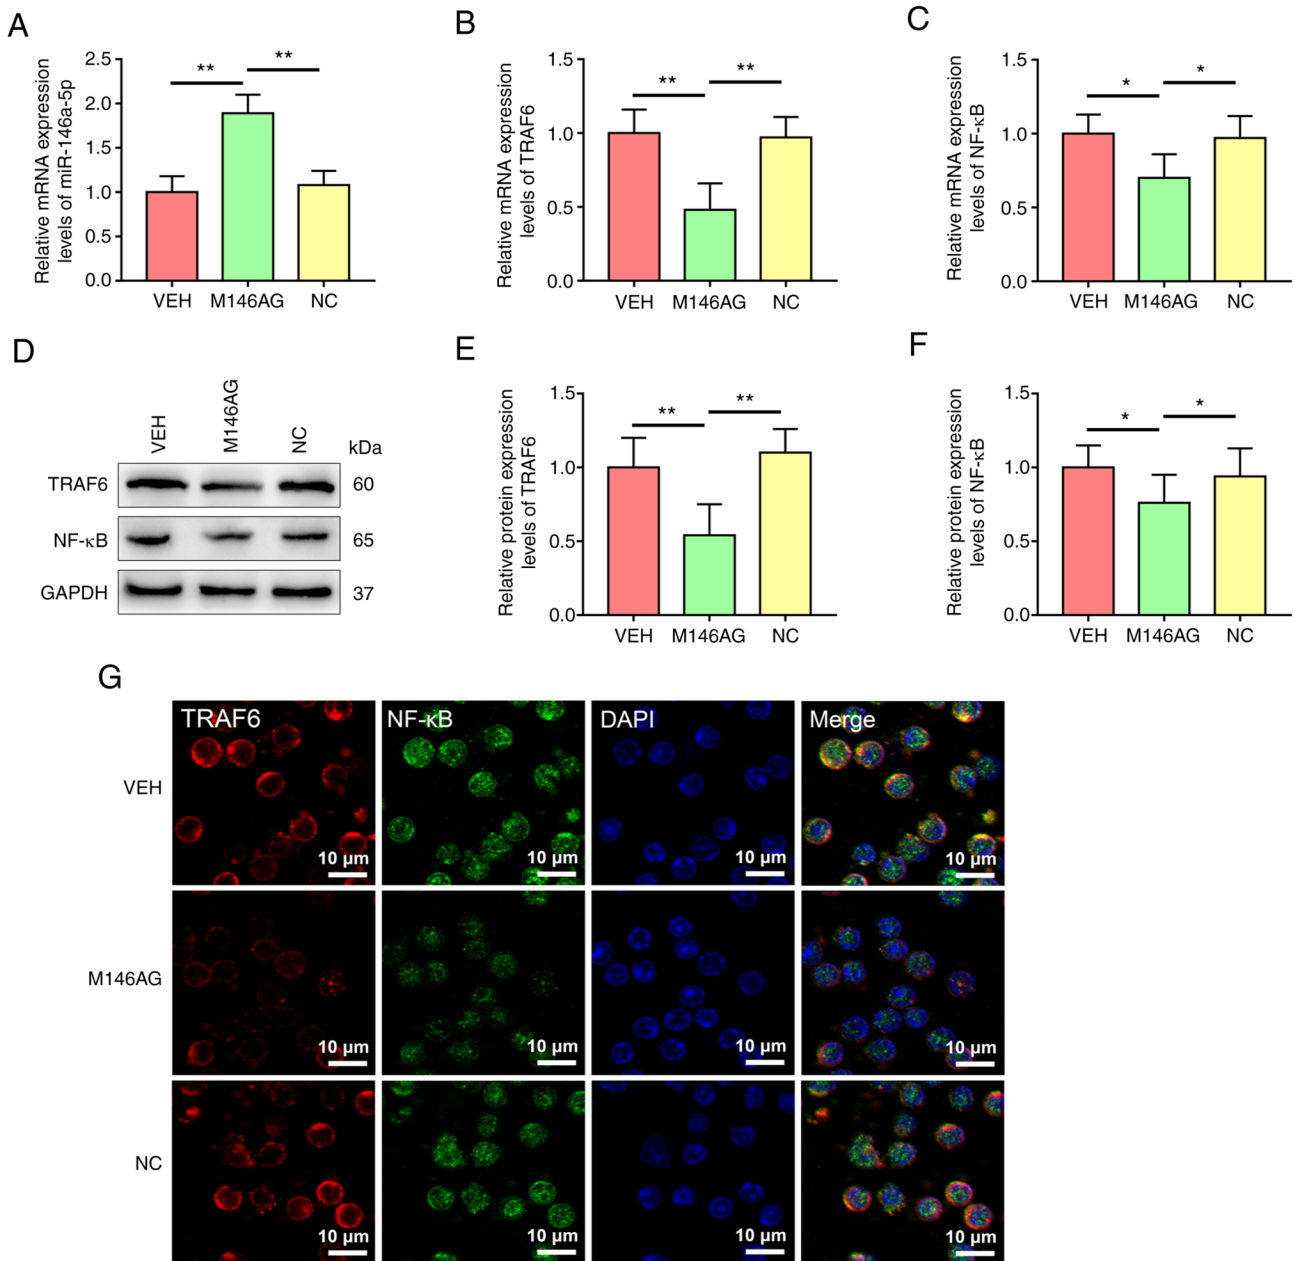 A
Relative mRNA expression
levels of miR-146a-5p
2.5
2.0
1.5
1.0
0.5
0.0
** **
VEH M146AG NC
B
Relative mRNA expression
levels of TRAF6
1.5
1.0
0.5
0.0
** **
VEH M146AG NC
C
Relative mRNA expression
levels of NF-κB
1.5
1.0
0.5
0.0
* *
VEH M146AG NC
D
VEH M146AG NC kDa
TRAF6 60
NF-κB 65
GAPDH 37
E
Relative protein expression
levels of TRAF6
1.5
1.0
0.5
0.0
** **
VEH M146AG NC
F
Relative protein expression
levels of NF-κB
1.5
1.0
0.5
0.0
* *
VEH M146AG NC
G
TRAF6 NF-κB DAPI Merge
VEH
10 µm 10 µm 10 µm 10 µm
M146AG
10 µm 10 µm 10 µm 10 µm
NC
10 µm 10 µm 10 µm 10 µm